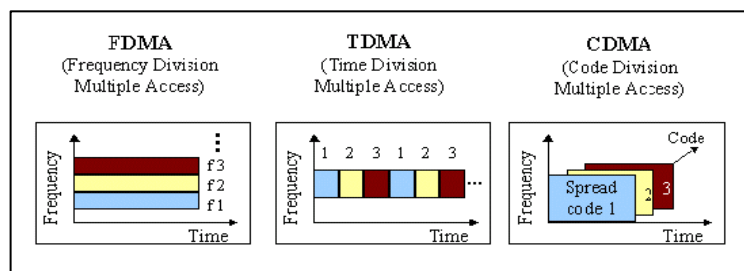 FDMA
(Frequency Division
Multiple Access)
Frequency
f3
f2
f1
Time
TDMA
(Time Division
Multiple Access)
Frequency
1 2 3 1 2 3
...
Time
CDMA
(Code Division
Multiple Access)
Frequency
Code
3
2
Spread
code 1
Time